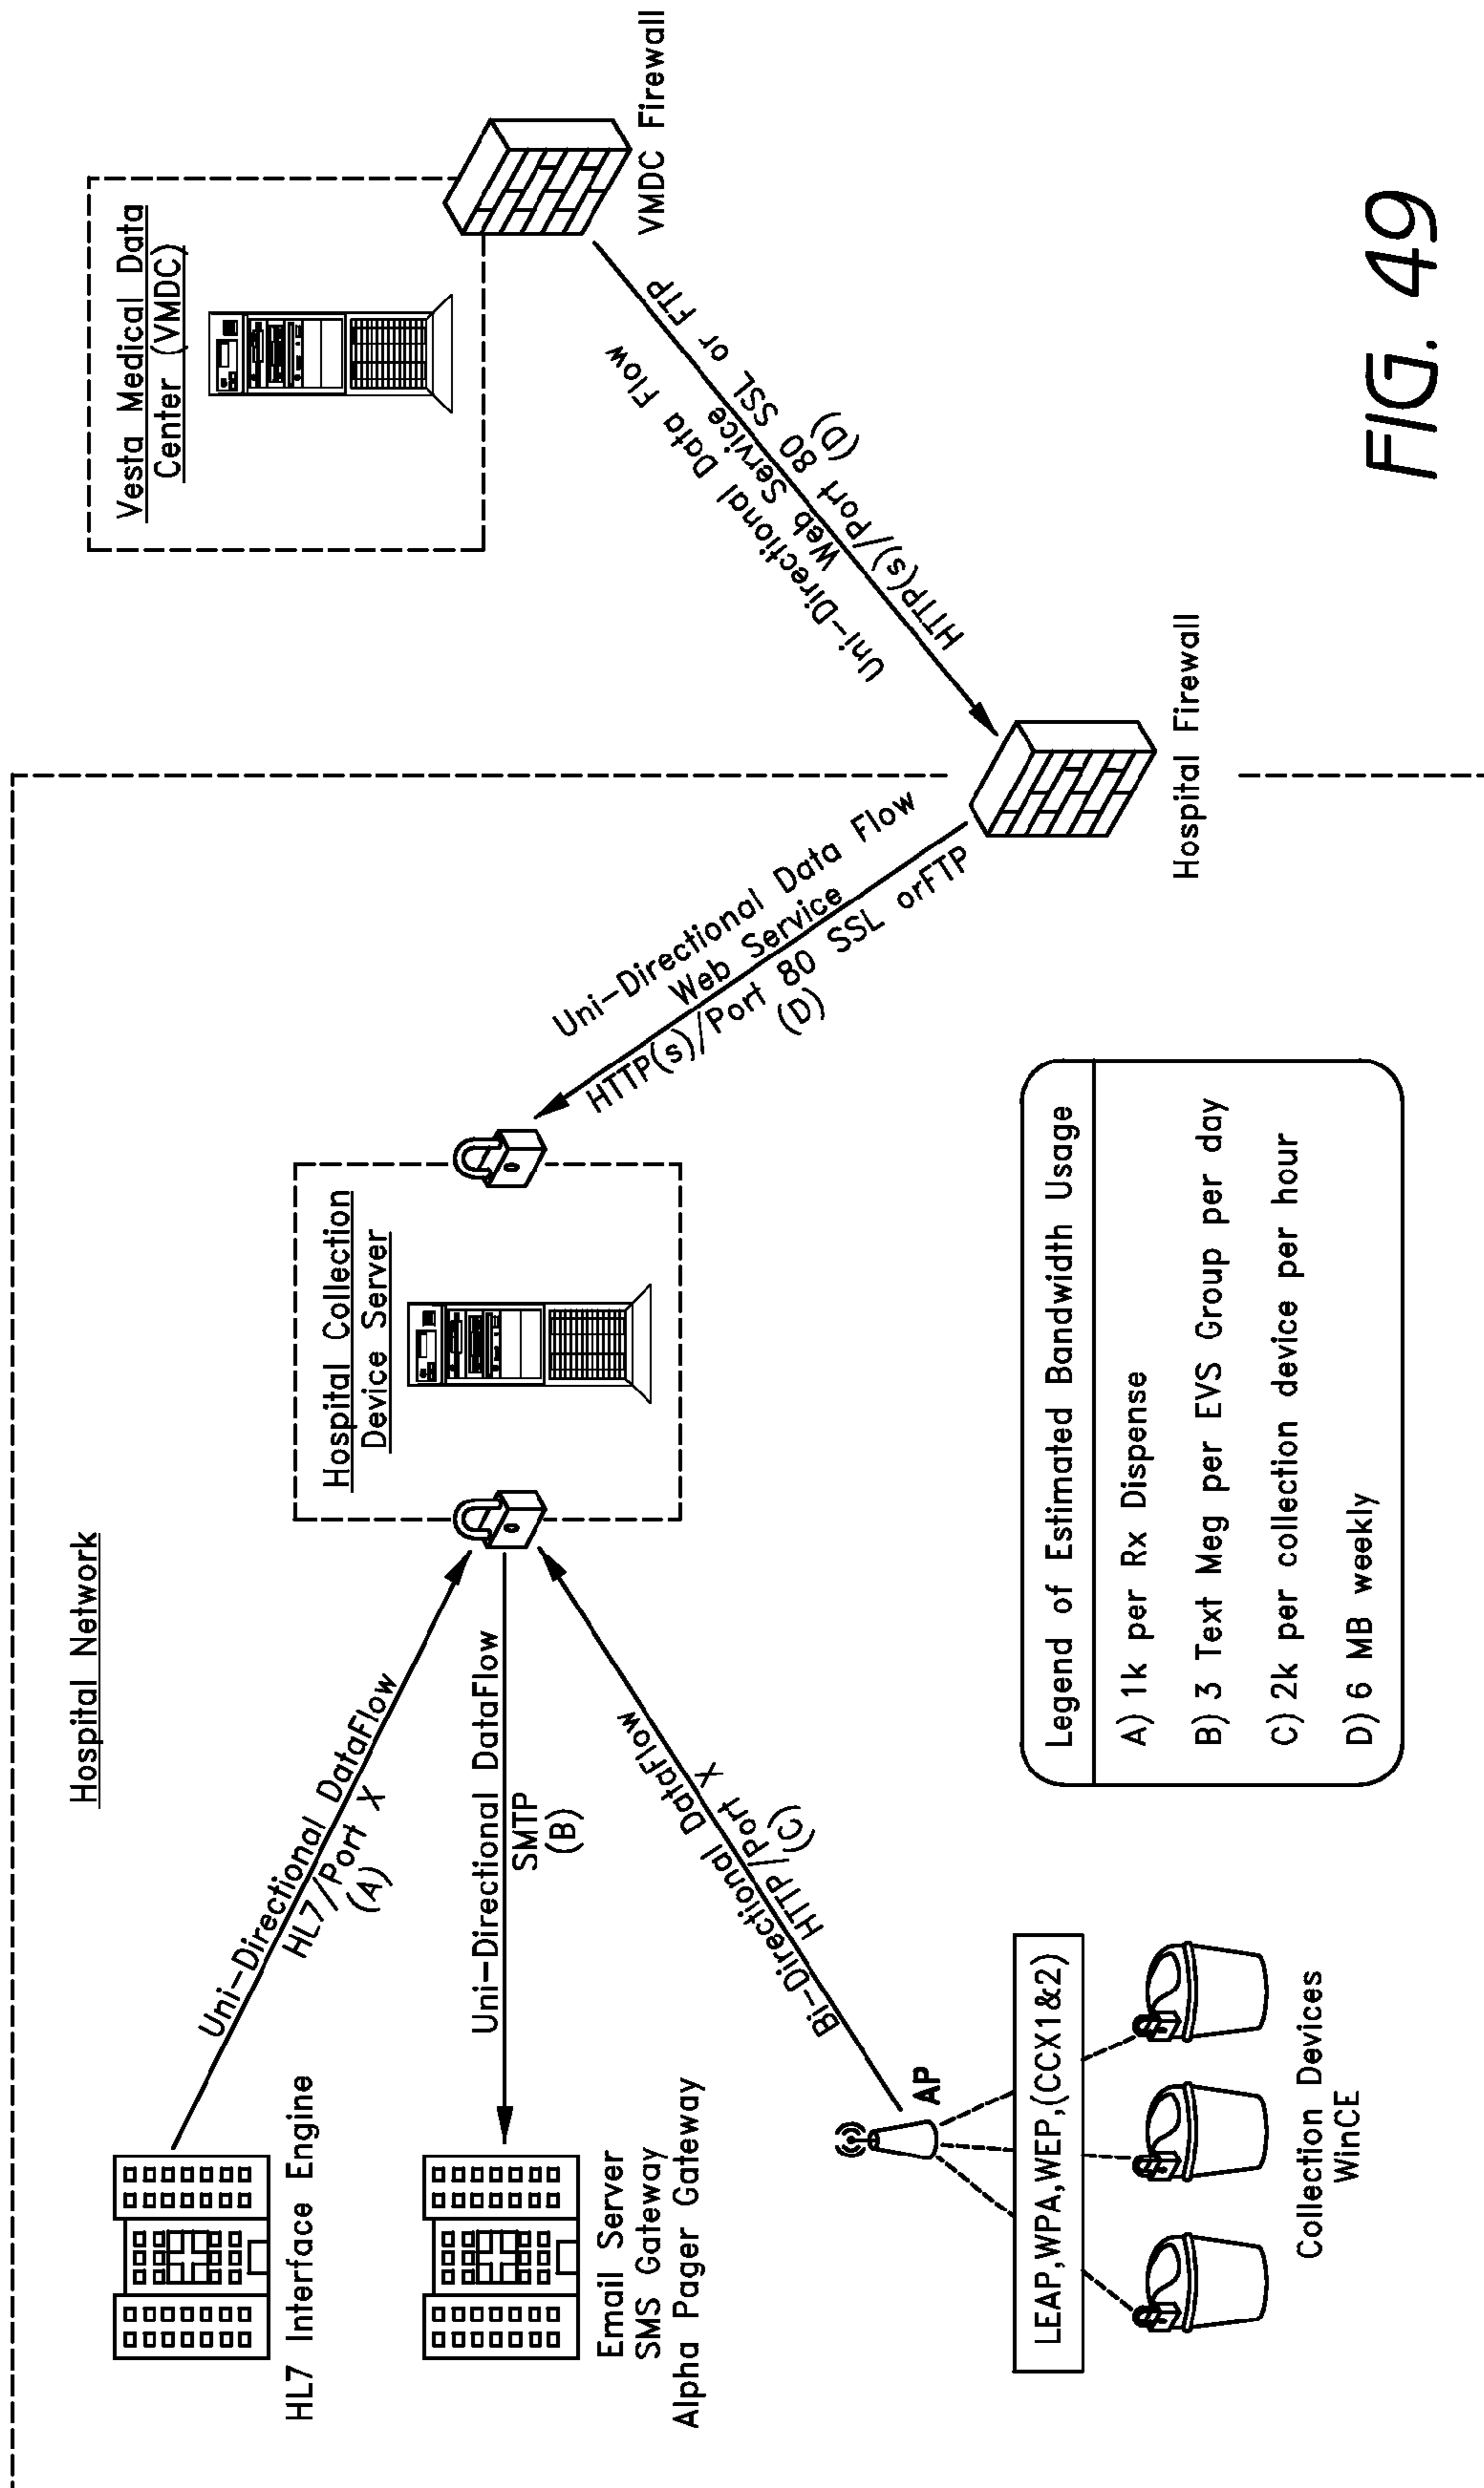 Hospital Network
HL7 Interface Engine
Uni-Directional DataFlow
HL7/Port X
(A)
Email Server
SMS Gateway
Alpha Pager Gateway
Uni-Directional DataFlow
SMTP
(B)
AP
Bi-Directional DataFlow
HTTP/Port X
(C)
LEAP,WPA,WEP,(CCX1&2)
Collection Devices
WinCE
Hospital Collection
Device Server
Uni-Directional Data Flow
Web Service
HTTP(s)/Port 80 SSL orFTP
(D)
Hospital Firewall
Uni-Directional Data Flow
Web Service
HTTP(s)/Port 80 SSL or FTP
(D)
Vesta Medical Data
Center (VMDC)
VMDC Firewall
Legend of Estimated Bandwidth Usage
A) 1k per Rx Dispense
B) 3 Text Meg per EVS Group per day
C) 2k per collection device per hour
D) 6 MB weekly
FIG. 49